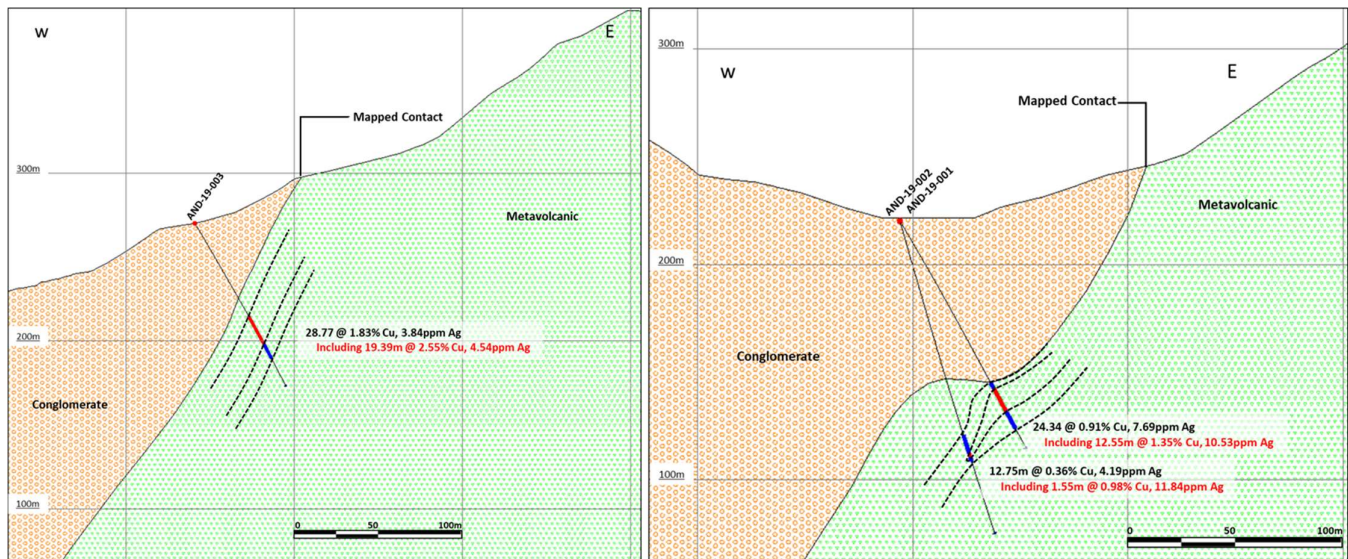 W
E
Mapped Contact
300m
AND-19-003
Metavolcanic
28.77 @ 1.83% Cu, 3.84ppm Ag
Including 19.39m @ 2.55% Cu, 4.54ppm Ag
200m
Conglomerate
100m
0 50 100m
300m
W
E
Mapped Contact
AND-19-002
AND-19-001
Metavolcanic
200m
Conglomerate
24.34 @ 0.91% Cu, 7.69ppm Ag
Including 12.55m @ 1.35% Cu, 10.53ppm Ag
12.75m @ 0.36% Cu, 4.19ppm Ag
Including 1.55m @ 0.98% Cu, 11.84ppm Ag
100m
0 50 100m